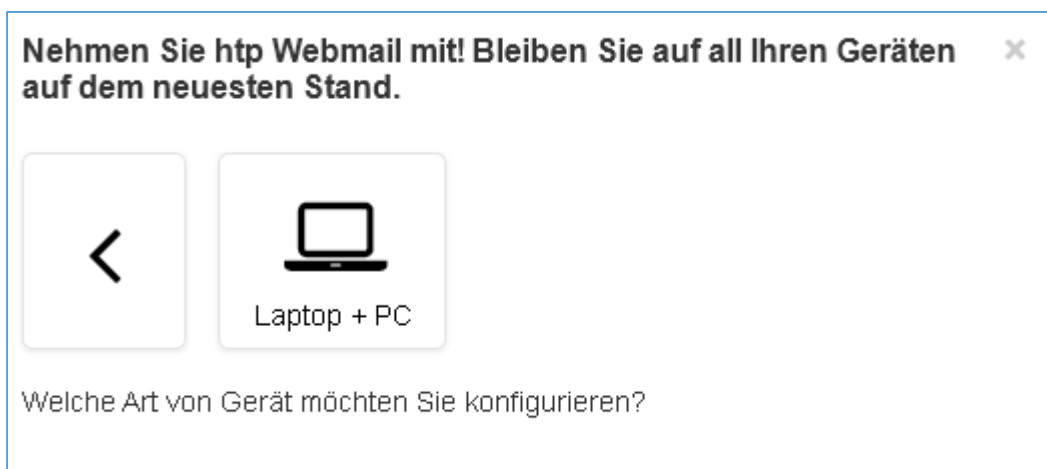 Nehmen Sie htp Webmail mit! Bleiben Sie auf all Ihren Geräten
auf dem neuesten Stand.
Laptop + PC
Welche Art von Gerät möchten Sie konfigurieren?